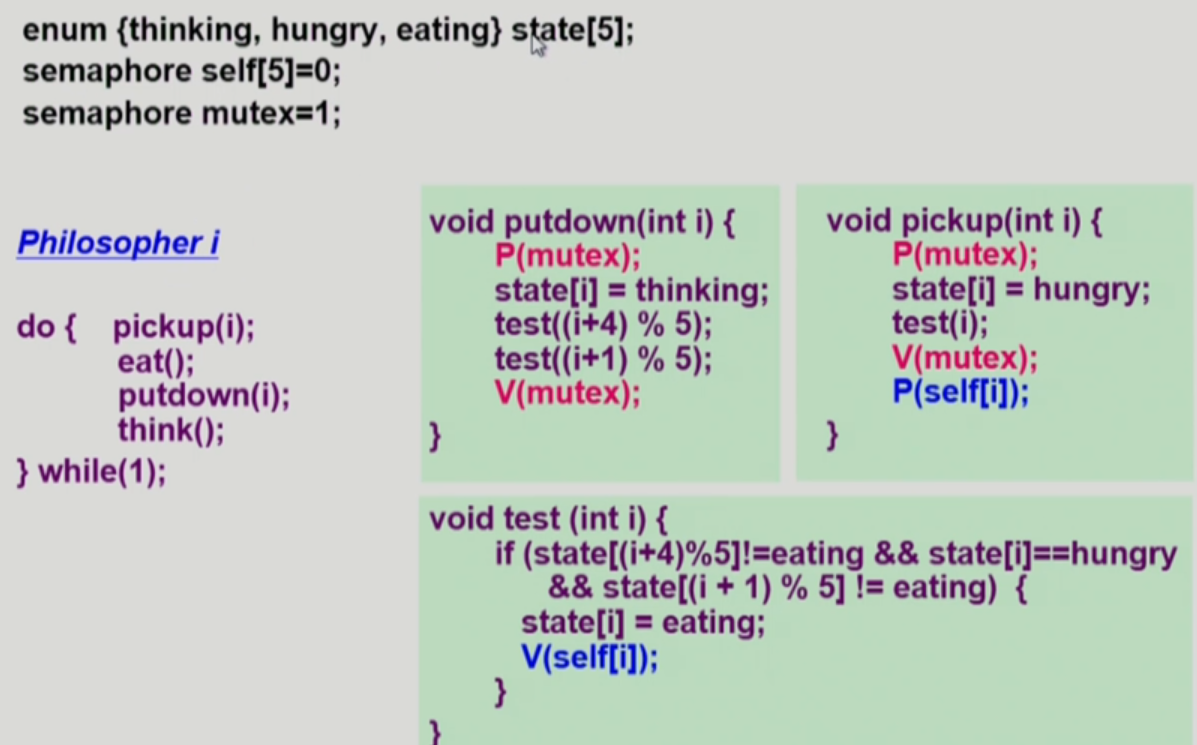 enum {thinking, hungry, eating} state[5];
semaphore self[5]=0;
semaphore mutex=1;
Philosopher i
do { pickup(i);
eat();
putdown(i);
think();
} while(1);
void putdown(int i) {
P(mutex);
state[i] = thinking;
test((i+4) % 5);
test((i+1) % 5);
V(mutex);
}
void pickup(int i) {
P(mutex);
state[i] = hungry;
test(i);
V(mutex);
P(self[i]);
}
void test (int i) {
if (state[(i+4)%5]!=eating && state[i]==hungry
&& state[(i + 1) % 5] != eating) {
state[i] = eating;
V(self[i]);
}
}